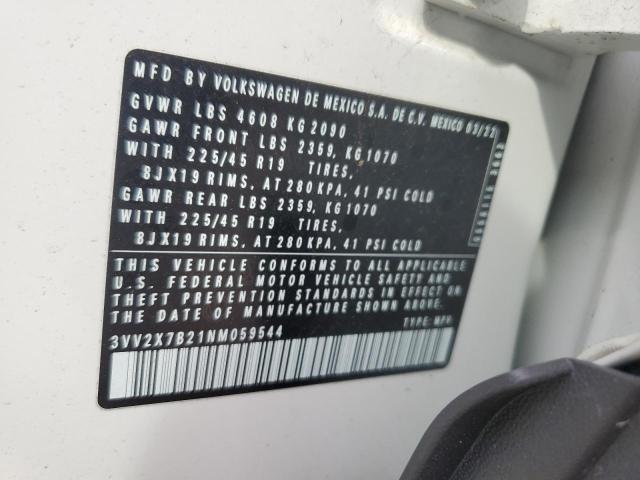 MFD BY VOLKSWAGEN DE MEXICO S.A. DE C.V. MEXICO 03/22
GVWR LBS 4608 KG 2090
GAWR FRONT LBS 2359, KG 1070
WITH 225/45 R19 TIRES,
8JX19 RIMS, AT 280 KPA, 41 PSI COLD
GAWR REAR LBS 2359, KG 1070
WITH 225/45 R19 TIRES,
8JX19 RIMS, AT 280 KPA, 41 PSI COLD
THIS VEHICLE CONFORMS TO ALL APPLICABLE
U.S. FEDERAL MOTOR VEHICLE SAFETY AND
THEFT PREVENTION STANDARDS IN EFFECT ON
THE DATE OF MANUFACTURE SHOWN ABOVE.
3VV2X7B21NM059544 TYPE: MPV